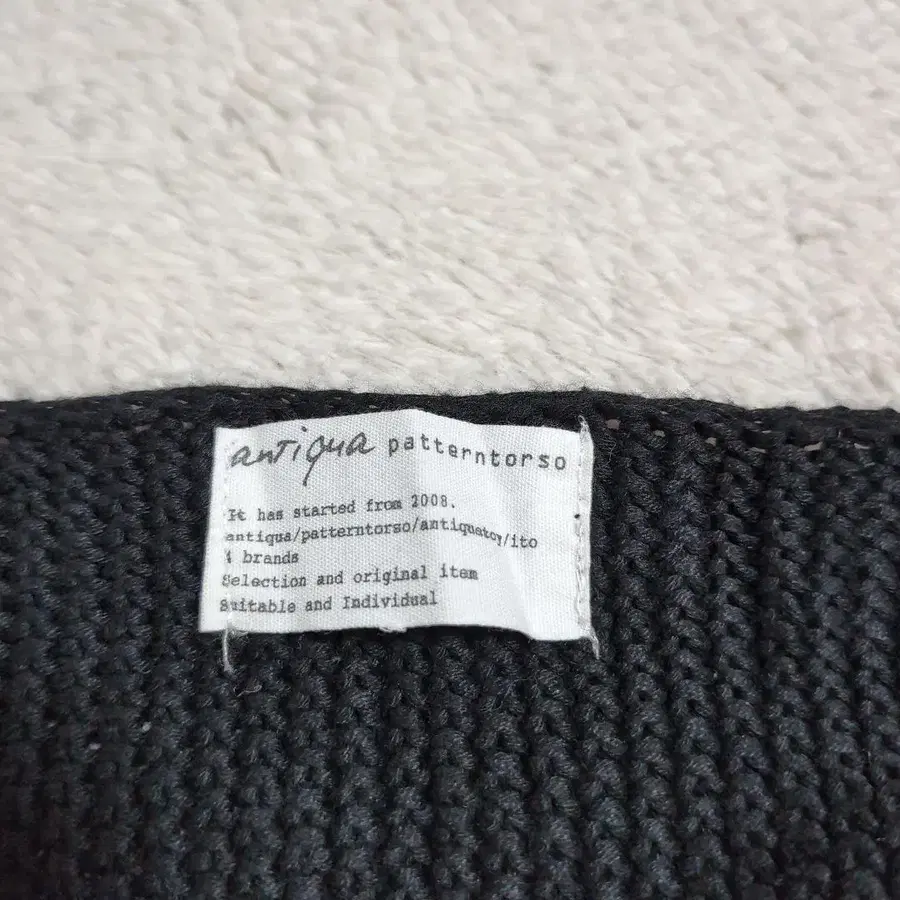 antiqua patterntorso
It has started from 2008.
antiqua/patterntorso/antiquatoy/ito
4 brands
Selection and original item
Suitable and Individual